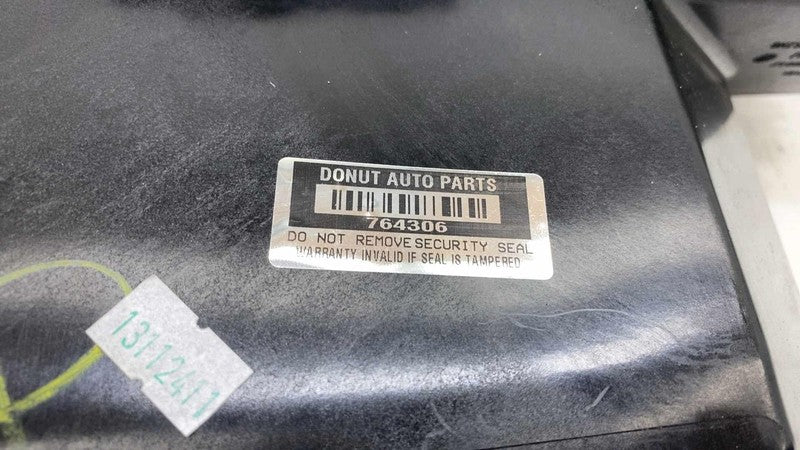 DONUT AUTO PARTS
764306
DO NOT REMOVE SECURITY SEAL
WARRANTY INVALID IF SEAL IS TAMPERED
13112411